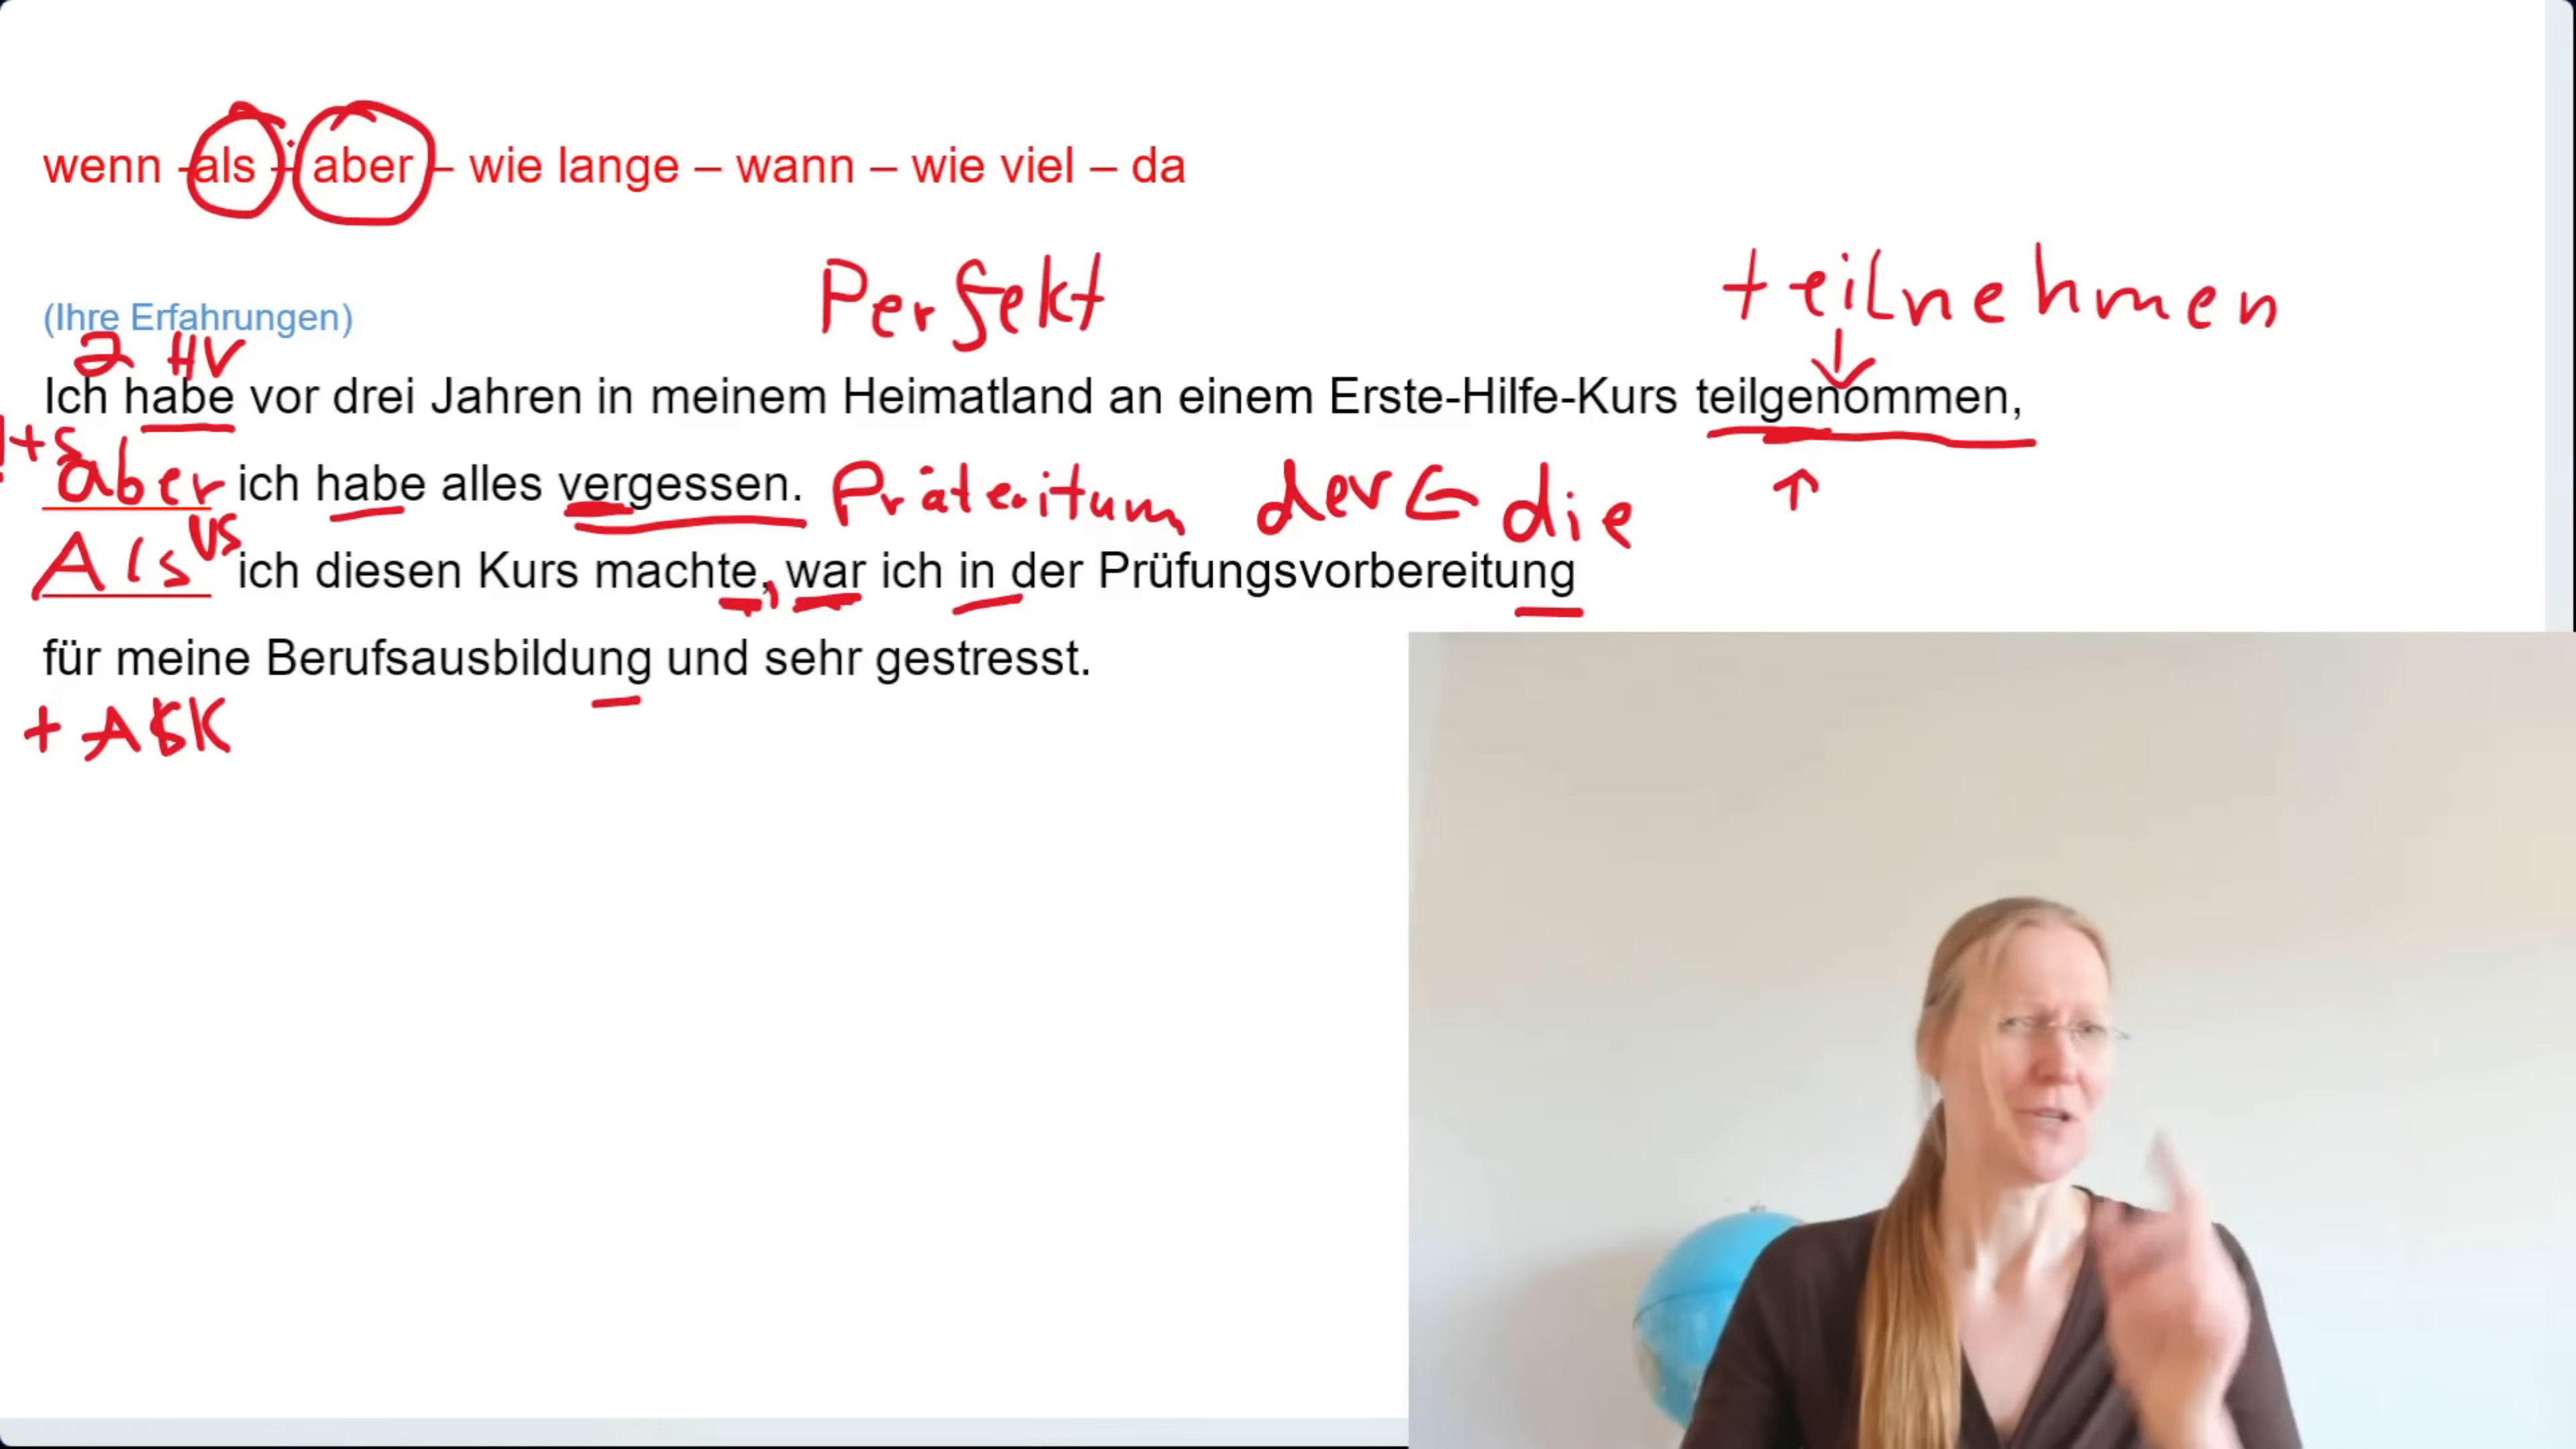 wenn - als - aber – wie lange – wann – wie viel – da
Perfekt
teilnehmen
(Ihre Erfahrungen)
2 HV
Ich habe vor drei Jahren in meinem Heimatland an einem Erste-Hilfe-Kurs teilgenommen,
+S
aber ich habe alles vergessen. Präteritum der ← die
Als VS ich diesen Kurs machte, war ich in der Prüfungsvorbereitung
für meine Berufsausbildung und sehr gestresst.
+